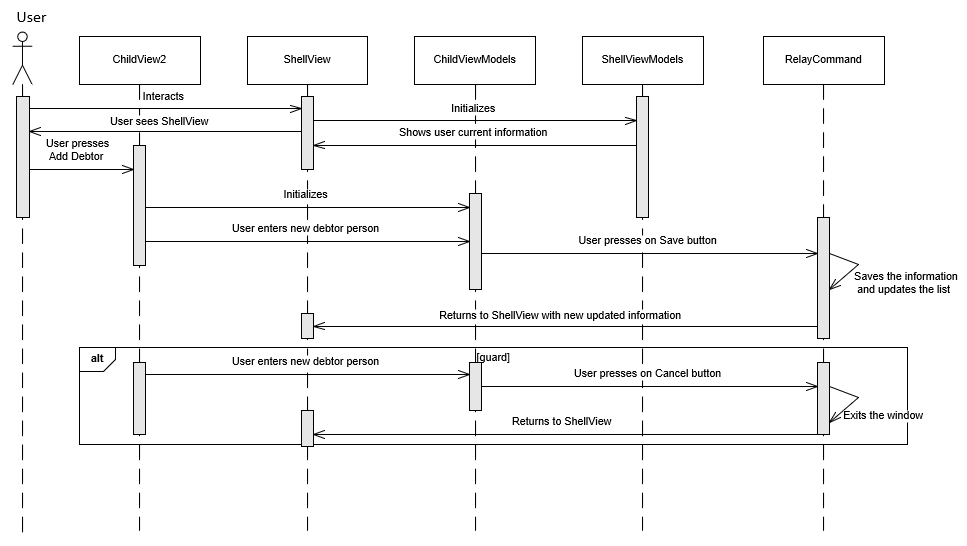 User
ChildView2
ShellView
ChildViewModels
ShellViewModels
RelayCommand
Interacts
Initializes
User sees ShellView
Shows user current information
User presses
Add Debtor
Initializes
User enters new debtor person
User presses on Save button
Saves the information
and updates the list
Returns to ShellView with new updated information
alt
[guard]
User enters new debtor person
User presses on Cancel button
Exits the window
Returns to ShellView